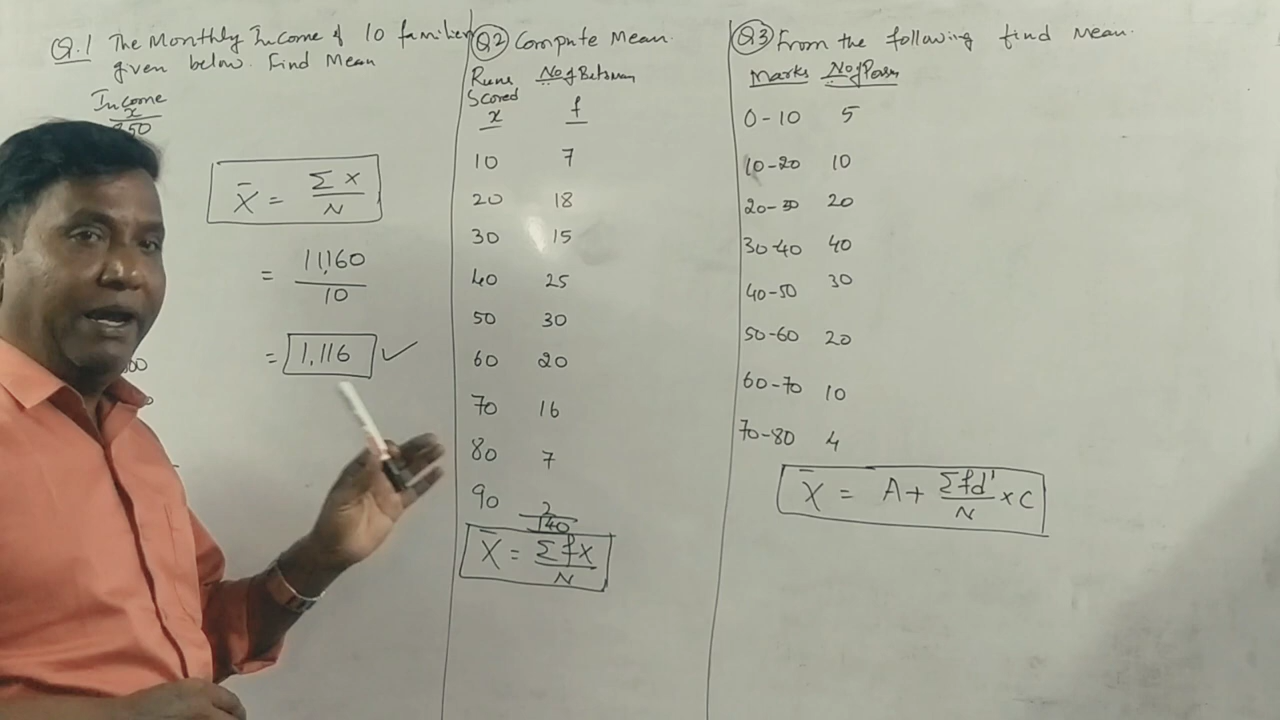 Q.1 The Monthly Income of 10 families
given below. Find Mean
Income
x
850
X̄ = Σx
N
= 11,160
10
= 1,116 ✓
Q2 Compute Mean.
Runs No of Batsman
Scored
x f
10 7
20 18
30 15
40 25
50 30
60 20
70 16
80 7
90 2
140
X̄ = Σfx
N
Q3 From the following find Mean.
Marks No of
0-10 5
10-20 10
20-30 20
30-40 40
40-50 30
50-60 20
60-70 10
70-80 4
X̄ = A + Σfd' × C
N